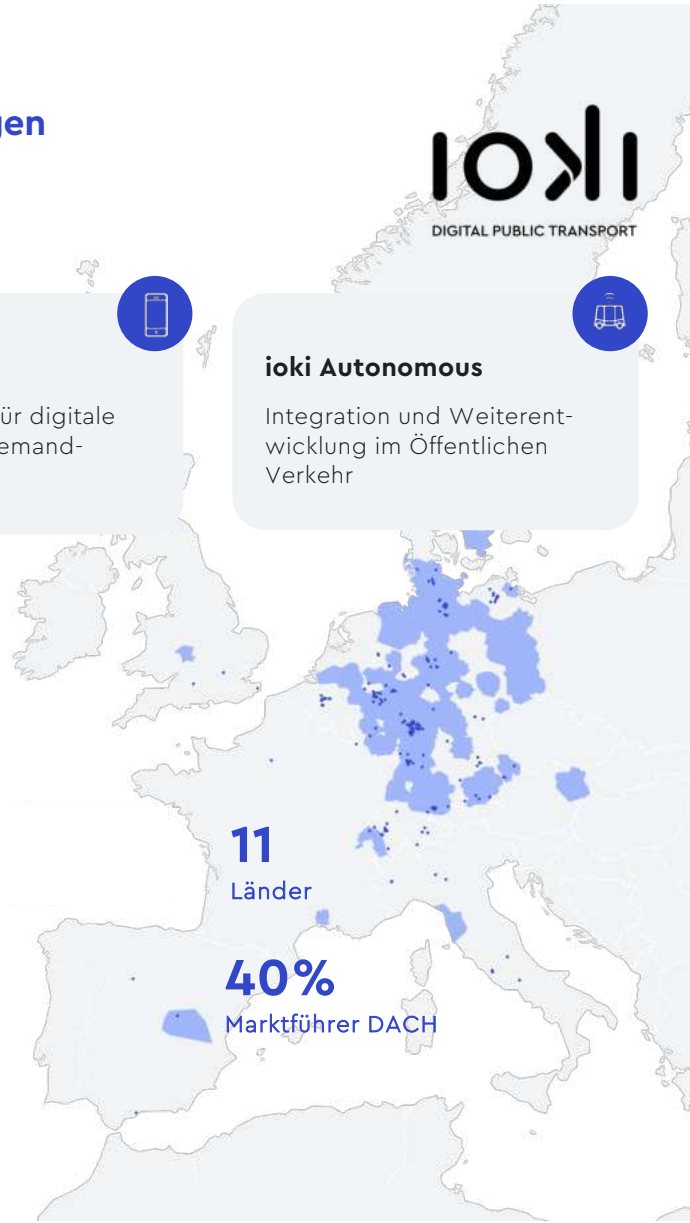 gen
ioki
DIGITAL PUBLIC TRANSPORT
ür digitale
emand-
ioki Autonomous
Integration und Weiterent-
wicklung im Öffentlichen
Verkehr
11
Länder
40%
Marktführer DACH